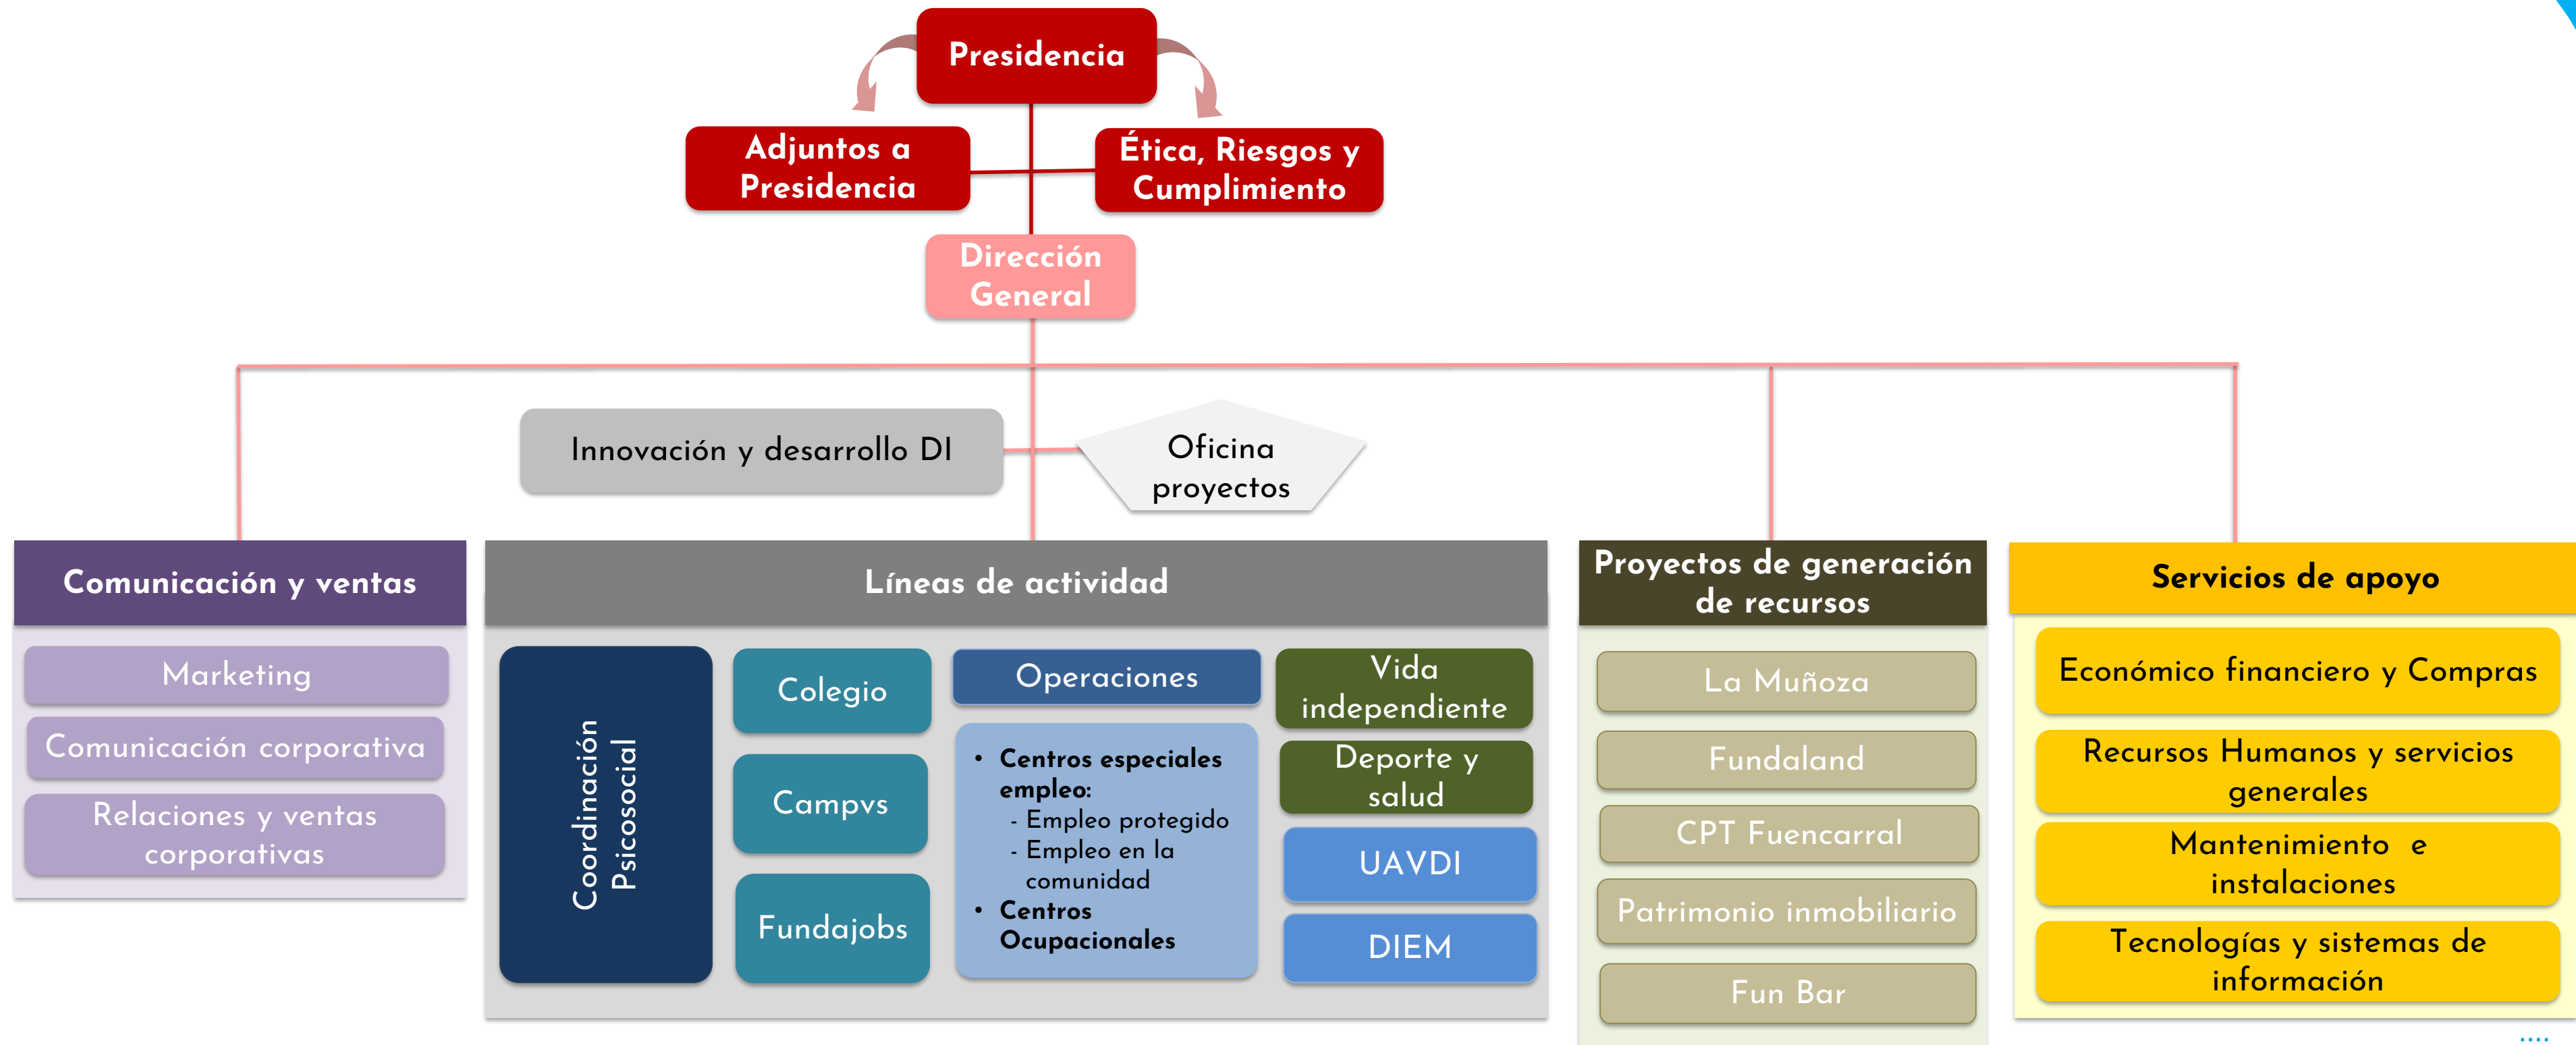 Presidencia
Adjuntos a
Presidencia
Ética, Riesgos y
Cumplimiento
Dirección
General
Innovación y desarrollo DI
Oficina
proyectos
Comunicación y ventas
Marketing
Comunicación corporativa
Relaciones y ventas
corporativas
Líneas de actividad
Coordinación
Psicosocial
Colegio
Campvs
Fundajobs
Operaciones
• Centros especiales
empleo:
- Empleo protegido
- Empleo en la
comunidad
• Centros
Ocupacionales
Vida
independiente
Deporte y
salud
UAVDI
DIEM
Proyectos de generación
de recursos
La Muñoza
Fundaland
CPT Fuencarral
Patrimonio inmobiliario
Fun Bar
Servicios de apoyo
Económico financiero y Compras
Recursos Humanos y servicios
generales
Mantenimiento e
instalaciones
Tecnologías y sistemas de
información
....